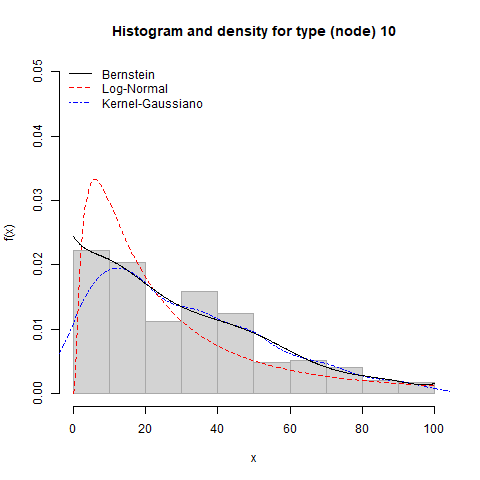 Histogram and density for type (node) 10
Bernstein
Log-Normal
Kernel-Gaussiano
f(x)
0.05
0.04
0.03
0.02
0.01
0.00
0 20 40 60 80 100
x